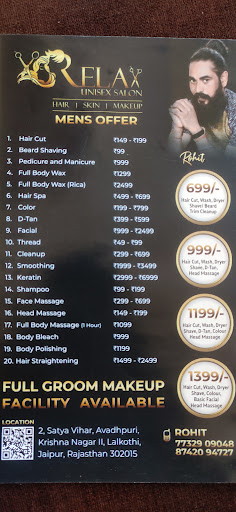 RELAX
UNISEX SALON
HAIR | SKIN | MAKEUP
MENS OFFER
Rohit
1. Hair Cut ₹149 - ₹199
2. Beard Shaving ₹99
3. Pedicure and Manicure ₹999
4. Full Body Wax ₹1299
5. Full Body Wax (Rica) ₹2499
6. Hair Spa ₹499 - ₹699
7. Color ₹199 - ₹799
8. D-Tan ₹399 - ₹599
9. Facial ₹999 - ₹2499
10. Thread ₹49 - ₹99
11. Cleanup ₹299 - ₹699
12. Smoothing ₹1999 - ₹3499
13. Keratin ₹2999 - ₹6999
14. Shampoo ₹99 - ₹199
15. Face Massage ₹299 - ₹699
16. Head Massage ₹149 - ₹199
17. Full Body Massage (1 Hour) ₹1099
18. Body Bleach ₹999
19. Body Polishing ₹1199
20. Hair Straightening ₹1499 - ₹2499
699/-
Hair Cut, Wash, Dryer
Shave/ Beard
Trim Cleanup
999/-
Hair Cut, Wash, Dryer
Shave, D-Tan,
Head Massage
1199/-
Hair Cut, Wash, Dryer
Shave, D-Tan, Colour,
Head Massage
1399/-
Hair Cut, Wash, Dryer
Shave, Colour,
Basic Facial
Head Massage
FULL GROOM MAKEUP
FACILITY AVAILABLE
LOCATION
2, Satya Vihar, Avadhpuri,
Krishna Nagar II, Lalkothi,
Jaipur, Rajasthan 302015
ROHIT
77329 09048
87420 94727